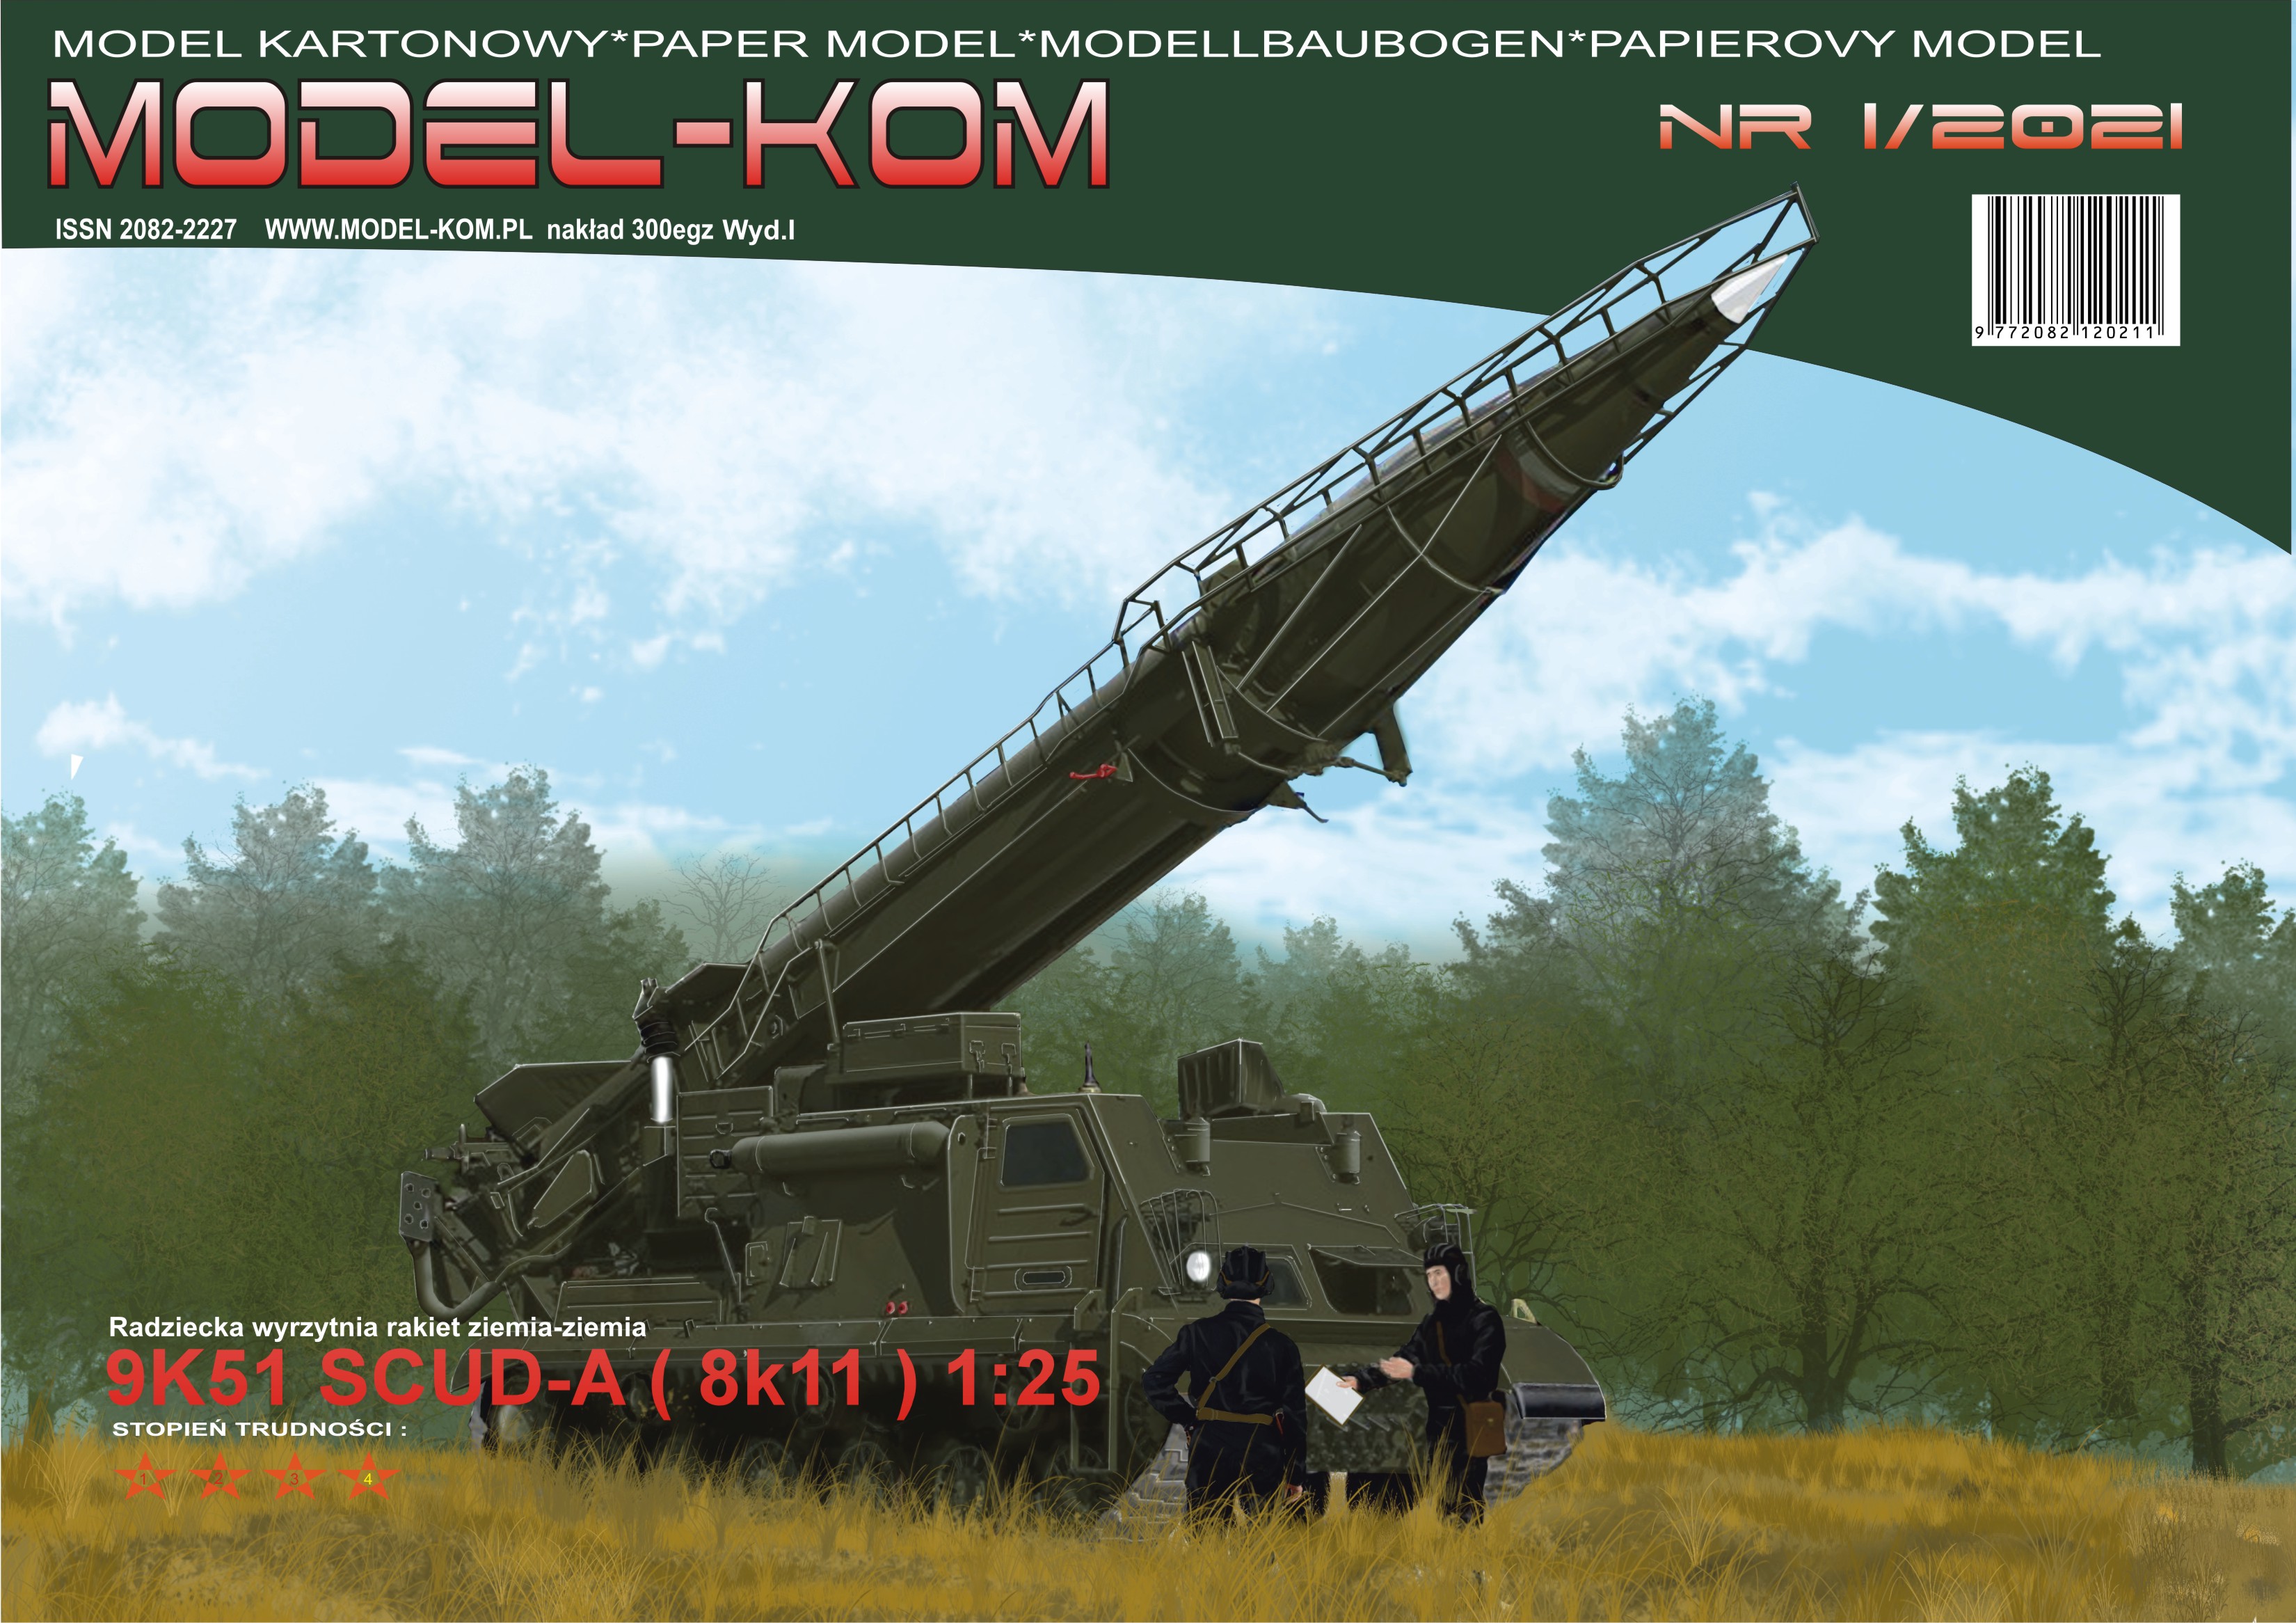 MODEL KARTONOWY*PAPER MODEL*MODELLBAUBOGEN*PAPIEROVY MODEL
MODEL-KOM
NR 1/2021
ISSN 2082-2227 WWW.MODEL-KOM.PL nakład 300egz Wyd.I
9 772082 120211
Radziecka wyrzytnia rakiet ziemia-ziemia
9K51 SCUD-A ( 8k11 ) 1:25
STOPIEŃ TRUDNOŚCI :
1 2 3 4